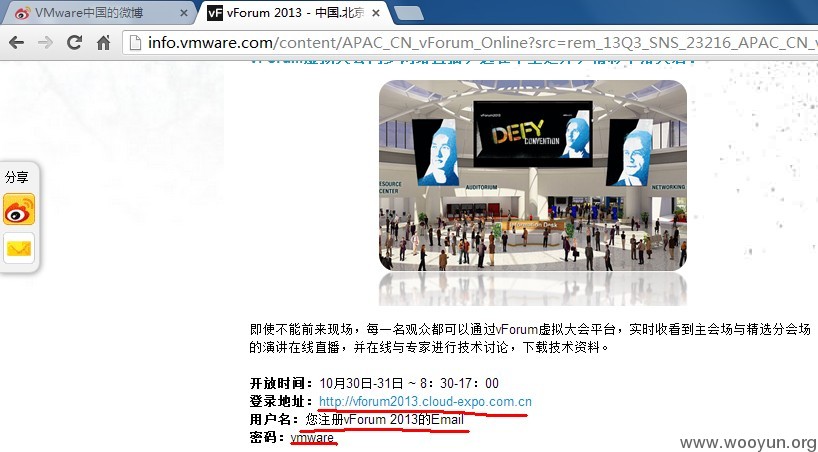 VMware中国的微博
vForum 2013 - 中国.北京
info.vmware.com/content/APAC_CN_vForum_Online?src=rem_13Q3_SNS_23216_APAC_CN_v
分享
DEFY
CONVENTION
RESOURCE
CENTER
AUDITORIUM
NETWORKING
Information Desk
即使不能前来现场，每一名观众都可以通过vForum虚拟大会平台，实时收看到主会场与精选分会场
的演讲在线直播，并在线与专家进行技术讨论，下载技术资料。
开放时间：10月30日-31日 ~ 8：30-17：00
登录地址：http://vforum2013.cloud-expo.com.cn
用户名：您注册vForum 2013的Email
密码：vmware
www.wooyun.org